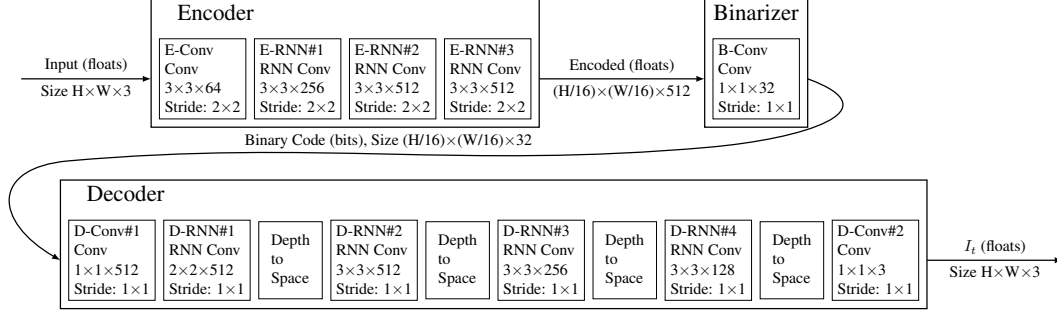 Encoder
Binarizer
Input (floats)
Size H×W×3
E-Conv
Conv
3×3×64
Stride: 2×2
E-RNN#1
RNN Conv
3×3×256
Stride: 2×2
E-RNN#2
RNN Conv
3×3×512
Stride: 2×2
E-RNN#3
RNN Conv
3×3×512
Stride: 2×2
Encoded (floats)
(H/16)×(W/16)×512
B-Conv
Conv
1×1×32
Stride: 1×1
Binary Code (bits), Size (H/16)×(W/16)×32
Decoder
D-Conv#1
Conv
1×1×512
Stride: 1×1
D-RNN#1
RNN Conv
2×2×512
Stride: 1×1
Depth
to
Space
D-RNN#2
RNN Conv
3×3×512
Stride: 1×1
Depth
to
Space
D-RNN#3
RNN Conv
3×3×256
Stride: 1×1
Depth
to
Space
D-RNN#4
RNN Conv
3×3×128
Stride: 1×1
Depth
to
Space
D-Conv#2
Conv
1×1×3
Stride: 1×1
I_t (floats)
Size H×W×3